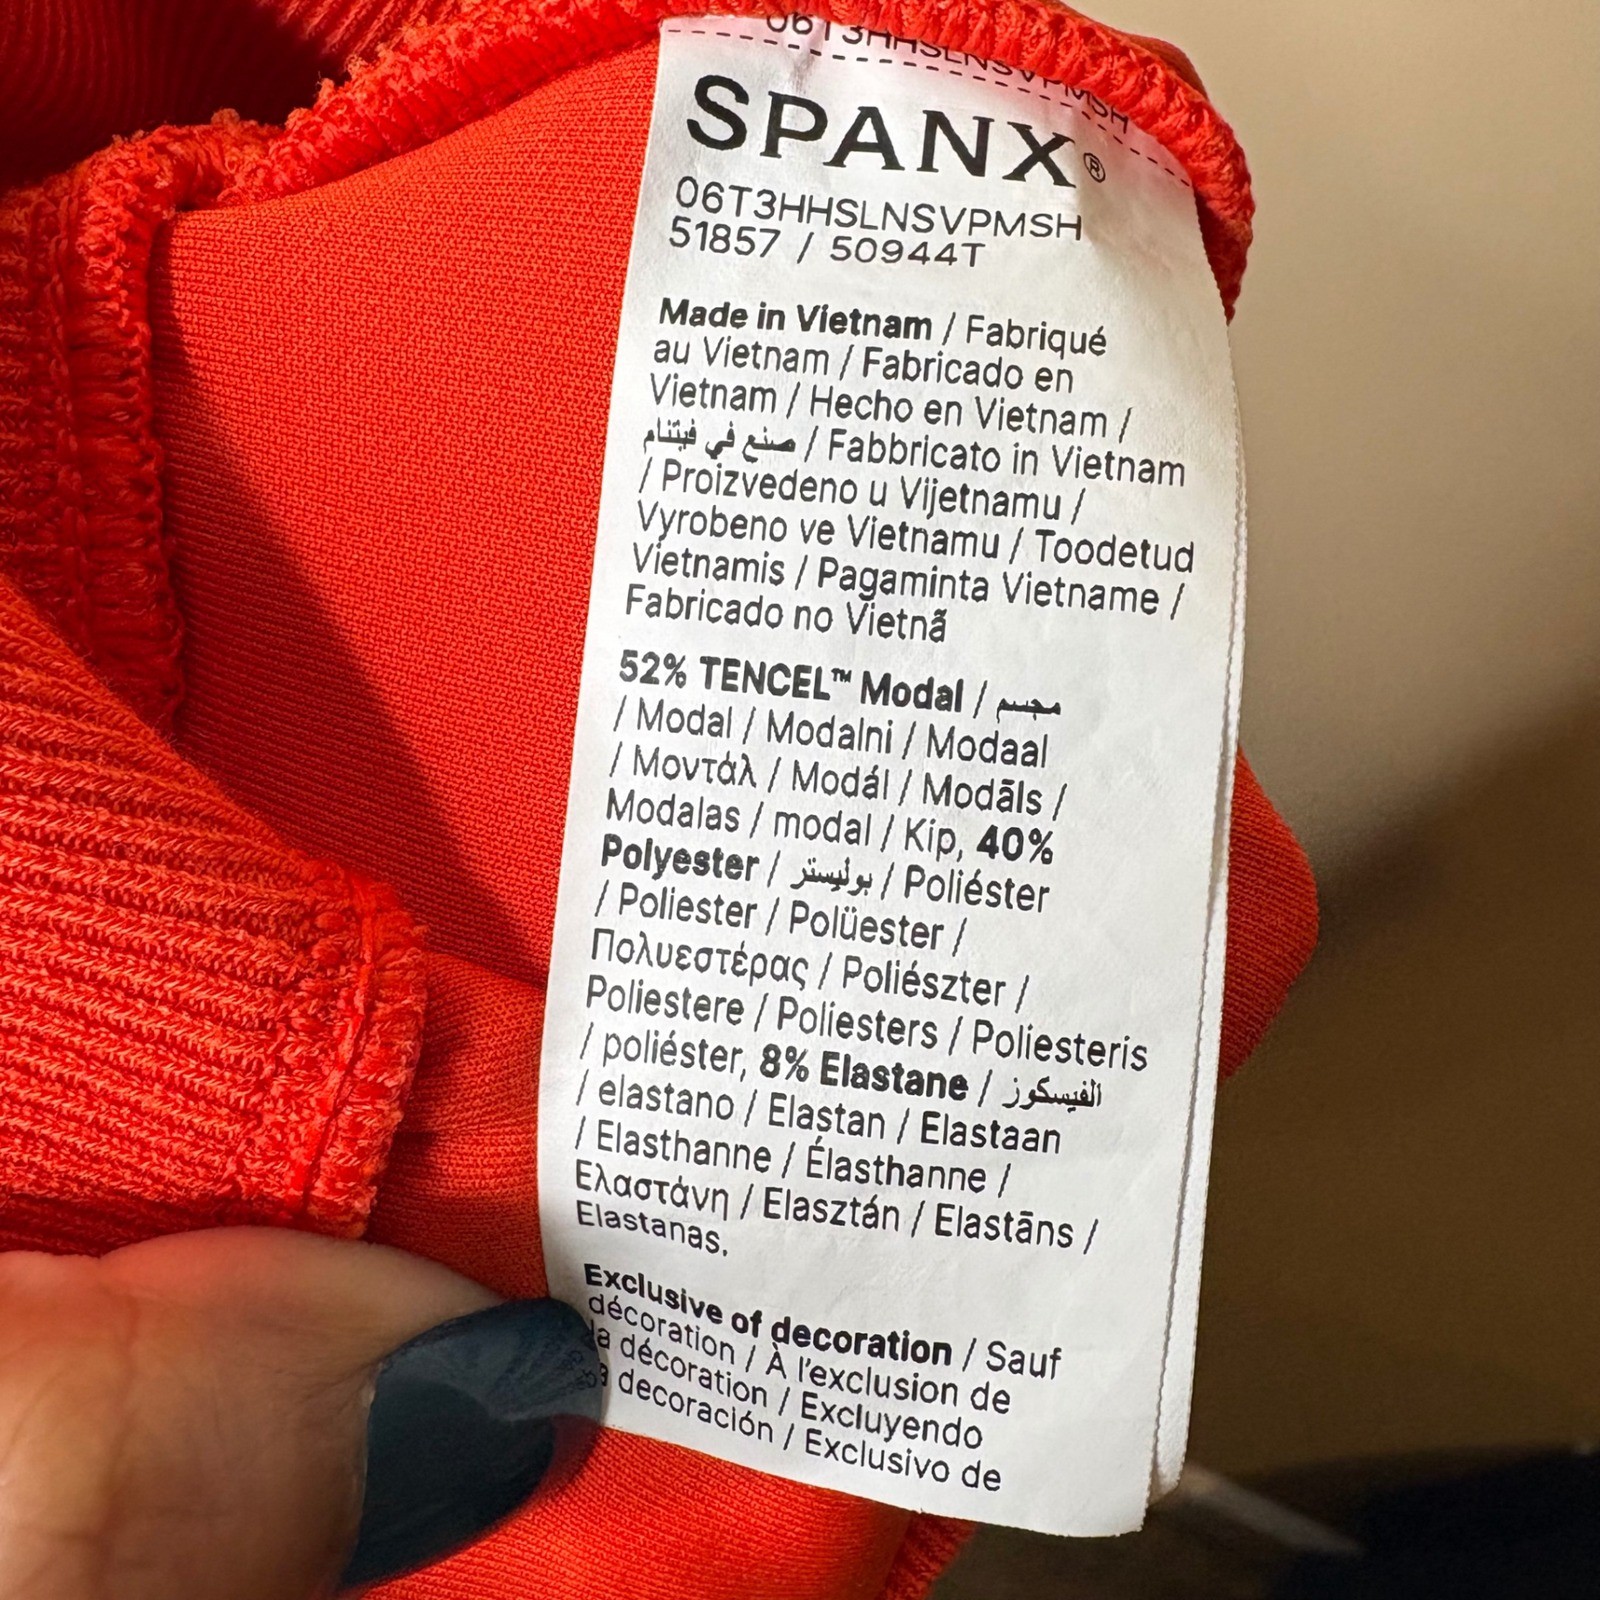 06T3HHSLNSVPMSH
SPANX®
06T3HHSLNSVPMSH
51857 / 50944T
Made in Vietnam / Fabriqué
au Vietnam / Fabricado en
Vietnam / Hecho en Vietnam /
صنع في فيتنام / Fabbricato in Vietnam
/ Proizvedeno u Vijetnamu /
Vyrobeno ve Vietnamu / Toodetud
Vietnamis / Pagaminta Vietname /
Fabricado no Vietnã
52% TENCEL™ Modal / مجسم
/ Modal / Modalni / Modaal
/ Μοντάλ / Modál / Modāls /
Modalas / modal / Kip, 40%
Polyester / بوليستر / Poliéster
/ Poliester / Polüester /
Πολυεστέρας / Poliészter /
Poliestere / Poliesters / Poliesteris
/ poliéster, 8% Elastane / الفيسكوز
/ elastano / Elastan / Elastaan
/ Elasthanne / Élasthanne /
Ελαστάνη / Elasztán / Elastāns /
Elastanas.
Exclusive of decoration / Sauf
décoration / À l'exclusion de
la décoration / Excluyendo
a decoración / Exclusivo de